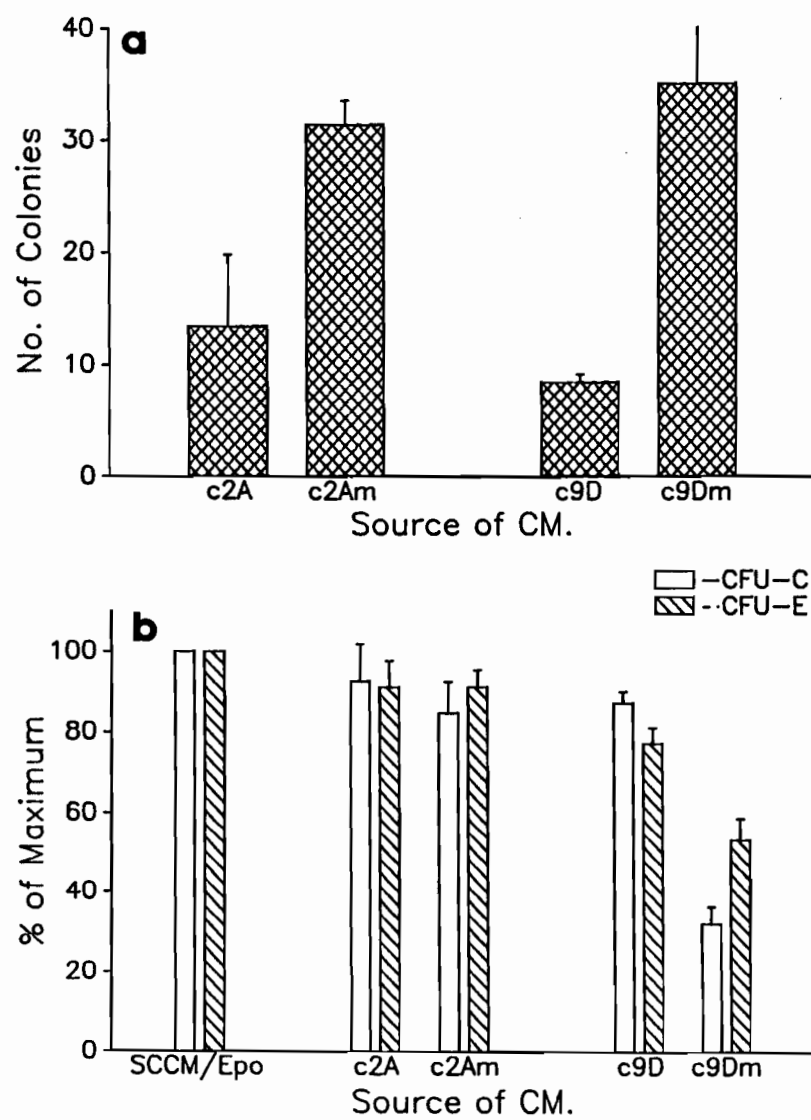 a
No. of Colonies
40
30
20
10
0
c2A c2Am c9D c9Dm
Source of CM.
—CFU—C
--CFU—E
b
% of Maximum
100
80
60
40
20
0
SCCM/Epo c2A c2Am c9D c9Dm
Source of CM.